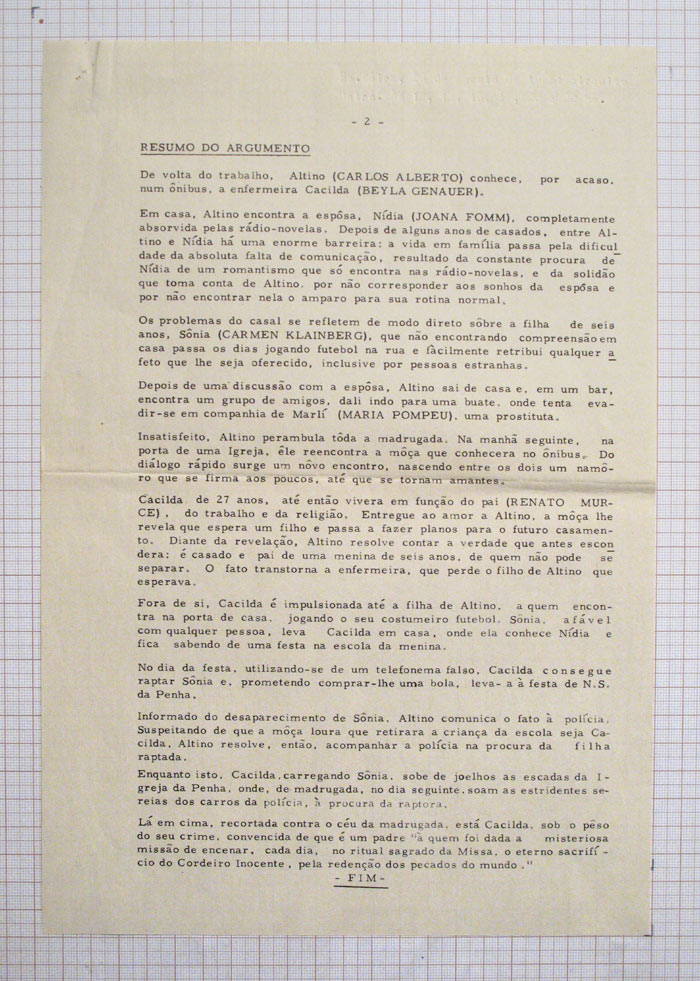 - 2 -
RESUMO DO ARGUMENTO
De volta do trabalho, Altino (CARLOS ALBERTO) conhece, por acaso,
num ônibus, a enfermeira Cacilda (BEYLA GENAUER).
Em casa, Altino encontra a espôsa, Nídia (JOANA FOMM), completamente
absorvida pelas rádio-novelas. Depois de alguns anos de casados, entre Al-
tino e Nídia há uma enorme barreira: a vida em família passa pela dificul
dade da absoluta falta de comunicação, resultado da constante procura de
Nídia de um romantismo que só encontra nas rádio-novelas, e da solidão
que toma conta de Altino, por não corresponder aos sonhos da espôsa e
por não encontrar nela o amparo para sua rotina normal.
Os problemas do casal se refletem de modo direto sôbre a filha de seis
anos, Sônia (CARMEN KLAINBERG), que não encontrando compreensão em
casa passa os dias jogando futebol na rua e fàcilmente retribui qualquer a
feto que lhe seja oferecido, inclusive por pessoas estranhas.
Depois de uma discussão com a espôsa, Altino sai de casa e, em um bar,
encontra um grupo de amigos, dali indo para uma buate, onde tenta eva-
dir-se em companhia de Marlí (MARIA POMPEU), uma prostituta.
Insatisfeito, Altino perambula tôda a madrugada. Na manhã seguinte, na
porta de uma Igreja, êle reencontra a môça que conhecera no ônibus. Do
diálogo rápido surge um nôvo encontro, nascendo entre os dois um namô-
ro que se firma aos poucos, até que se tornam amantes.
Cacilda, de 27 anos, até então vivera em função do pai (RENATO MUR-
CE), do trabalho e da religião. Entregue ao amor a Altino, a môça lhe
revela que espera um filho e passa a fazer planos para o futuro casamen-
to. Diante da revelação, Altino resolve contar a verdade que antes escon
dera: é casado e pai de uma menina de seis anos, de quem não pode se
separar. O fato transtorna a enfermeira, que perde o filho de Altino que
esperava.
Fora de si, Cacilda é impulsionada até a filha de Altino, a quem encon-
tra na porta de casa, jogando o seu costumeiro futebol. Sônia, afável
com qualquer pessoa, leva Cacilda em casa, onde ela conhece Nídia e
fica sabendo de uma festa na escola da menina.
No dia da festa, utilizando-se de um telefonema falso, Cacilda consegue
raptar Sônia e, prometendo comprar-lhe uma bola, leva-a à festa de N.S.
da Penha.
Informado do desaparecimento de Sônia, Altino comunica o fato à polícia.
Suspeitando de que a môça loura que retirara a criança da escola seja Ca-
cilda, Altino resolve, então, acompanhar a polícia na procura da filha
raptada.
Enquanto isto, Cacilda, carregando Sônia, sobe de joelhos as escadas da I-
greja da Penha, onde, de madrugada, no dia seguinte, soam as estridentes se-
reias dos carros da polícia, à procura da raptora.
Lá em cima, recortada contra o céu da madrugada, está Cacilda, sob o pêso
do seu crime, convencida de que é um padre "à quem foi dada a misteriosa
missão de encenar, cada dia, no ritual sagrado da Missa, o eterno sacrifí-
cio do Cordeiro Inocente, pela redenção dos pecados do mundo."
- FIM-